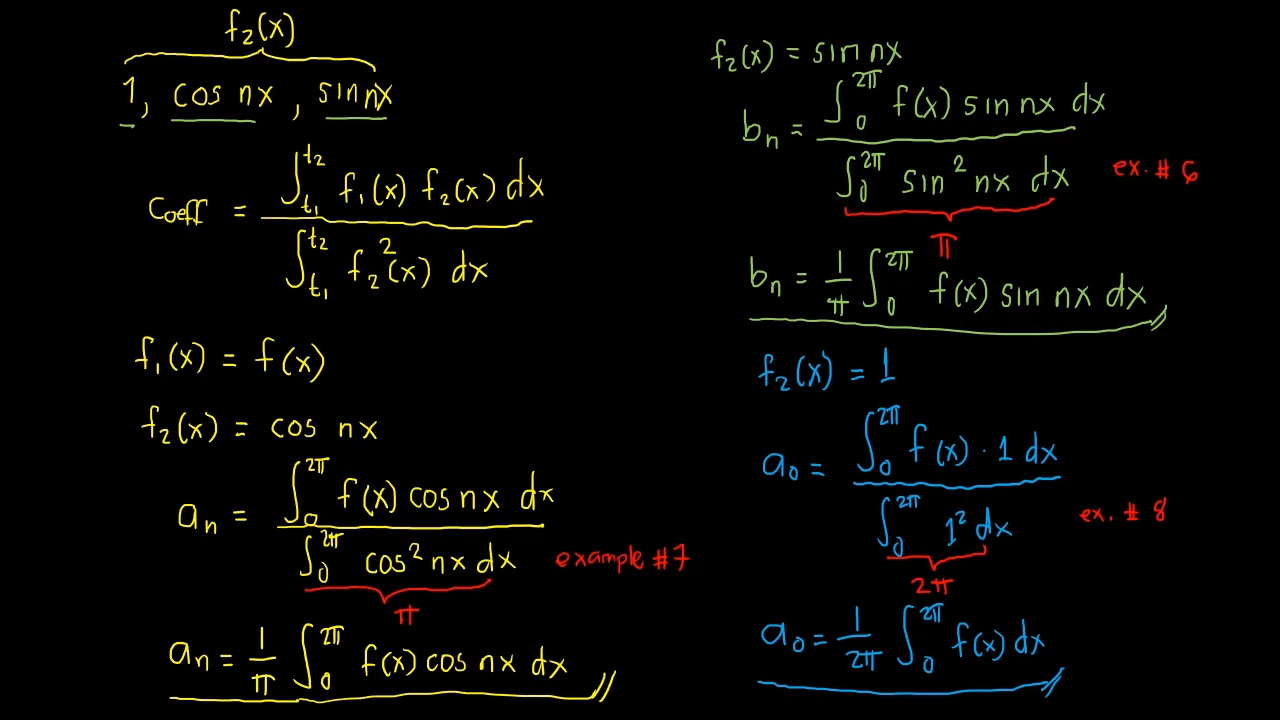 f₂(x)
1, cos nx, sin nx
Coeff = ∫_{t₁}^{t₂} f₁(x) f₂(x) dx / ∫_{t₁}^{t₂} f₂²(x) dx
f₁(x) = f(x)
f₂(x) = cos nx
aₙ = ∫₀^{2π} f(x) cos nx dx / ∫₀^{2π} cos² nx dx
example #7
π
aₙ = 1/π ∫₀^{2π} f(x) cos nx dx
f₂(x) = sin nx
bₙ = ∫₀^{2π} f(x) sin nx dx / ∫₀^{2π} sin² nx dx
ex. # 6
π
bₙ = 1/π ∫₀^{2π} f(x) sin nx dx
f₂(x) = 1
a₀ = ∫₀^{2π} f(x) · 1 dx / ∫₀^{2π} 1² dx
ex. # 8
2π
a₀ = 1/2π ∫₀^{2π} f(x) dx